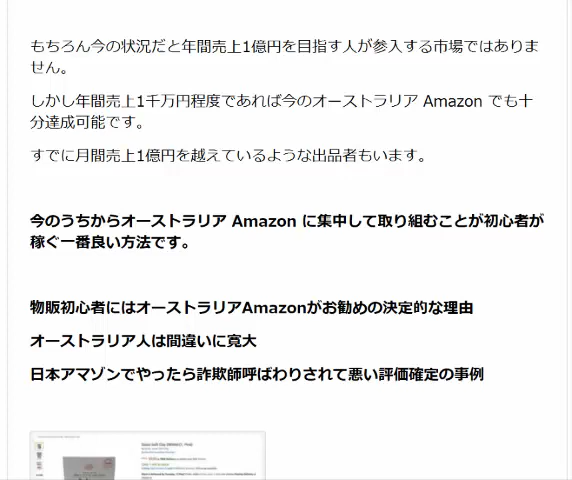 もちろん今の状況だと年間売上1億円を目指す人が参入する市場ではありま
せん。
しかし年間売上1千万円程度であれば今のオーストラリア Amazon でも十
分達成可能です。
すでに月間売上1億円を越えているような出品者もいます。
今のうちからオーストラリア Amazon に集中して取り組むことが初心者が
稼ぐ一番良い方法です。
物販初心者にはオーストラリアAmazonがお勧めの決定的な理由
オーストラリア人は間違いに寛大
日本アマゾンでやったら詐欺師呼ばわりされて悪い評価確定の事例